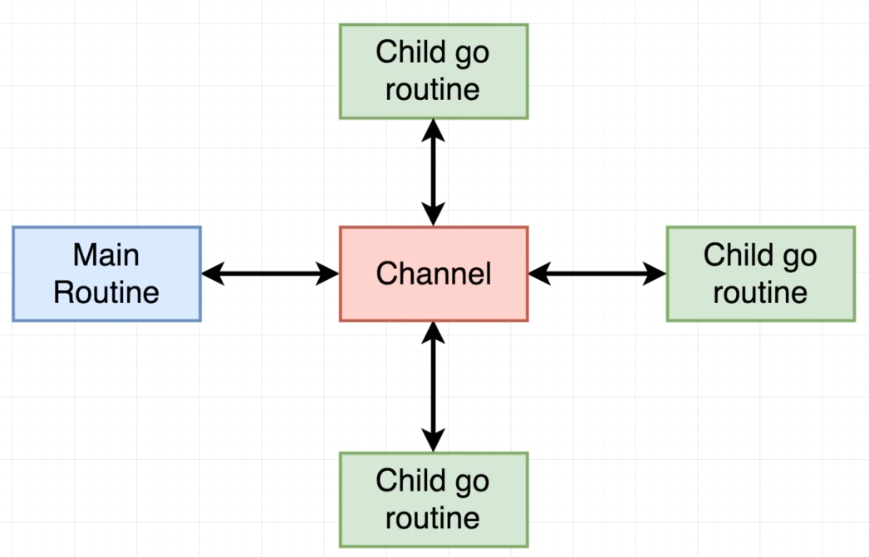 Child go
routine
Main
Routine
Channel
Child go
routine
Child go
routine